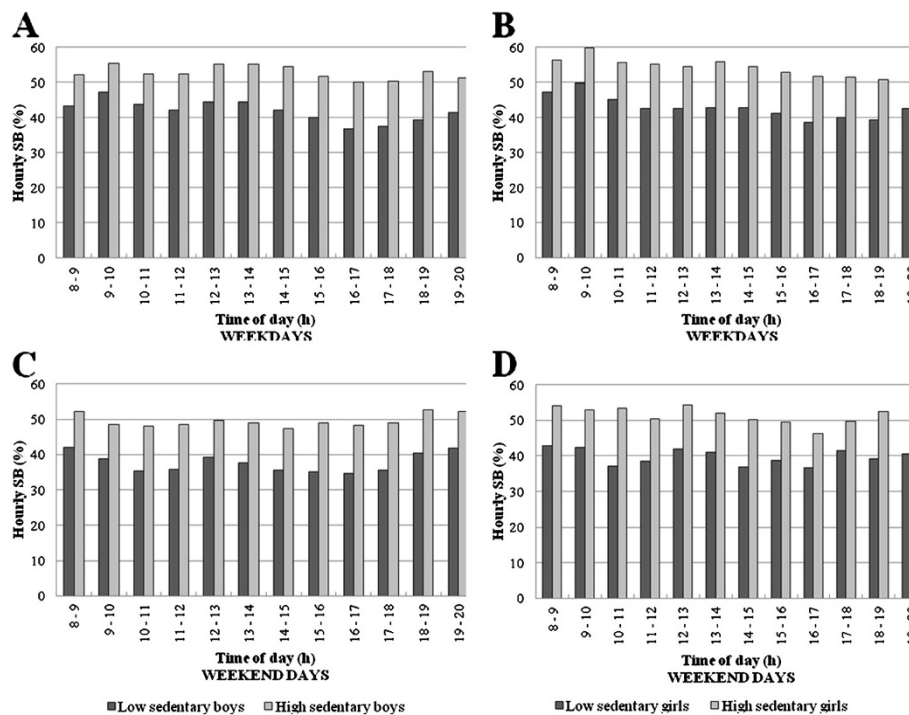 A
60
50
40
30
20
10
0
Hourly SB (%)
8 - 9
9 - 10
10 - 11
11 - 12
12 - 13
13 - 14
14 - 15
15 - 16
16 - 17
17 - 18
18 - 19
19 - 20
Time of day (h)
WEEKDAYS
B
60
50
40
30
20
10
0
Hourly SB (%)
8 - 9
9 - 10
10 - 11
11 - 12
12 - 13
13 - 14
14 - 15
15 - 16
16 - 17
17 - 18
18 - 19
Time of day (h)
WEEKDAYS
C
60
50
40
30
20
10
0
Hourly SB (%)
8 - 9
9 - 10
10 - 11
11 - 12
12 - 13
13 - 14
14 - 15
15 - 16
16 - 17
17 - 18
18 - 19
19 - 20
Time of day (h)
WEEKEND DAYS
Low sedentary boys High sedentary boys
D
60
50
40
30
20
10
0
Hourly SB (%)
8 - 9
9 - 10
10 - 11
11 - 12
12 - 13
13 - 14
14 - 15
15 - 16
16 - 17
17 - 18
18 - 19
Time of day (h)
WEEKEND DAYS
Low sedentary girls High sedentary girls